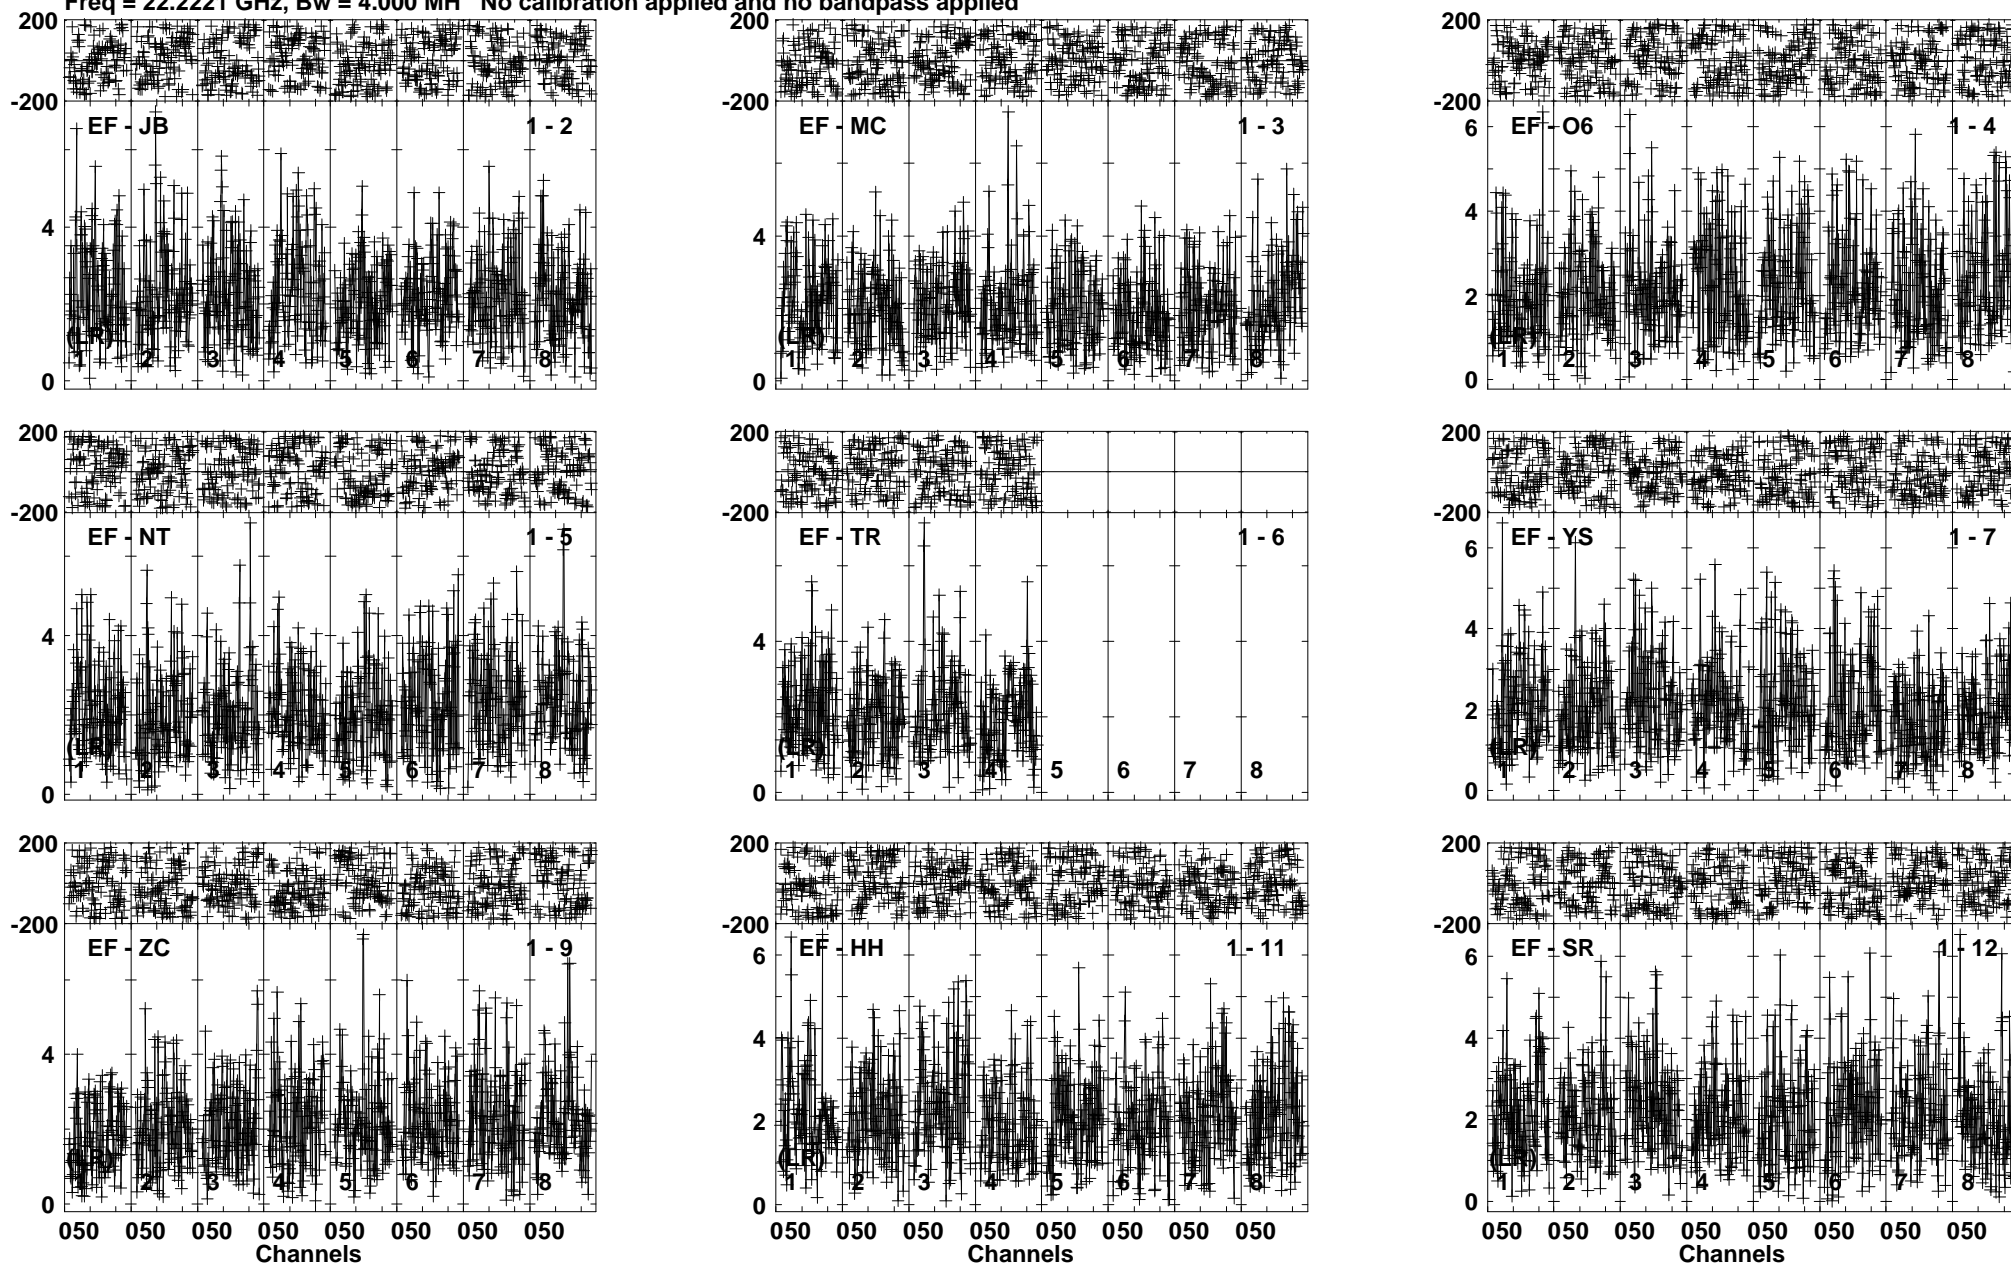 Freq = 22.2221 GHz, Bw = 4.000 MH   No calibration applied and no bandpass applied
200 200 200
-200 -200 -200
EF - JB 1 - 2 EF - MC 1 - 3 6 EF - O6 1 - 4
4 4 4
2
(LR) (LR) (LR)
1 2 3 4 5 6 7 8 1 2 3 4 5 6 7 8 1 2 3 4 5 6 7 8
0 0 0
200 200 200
-200 -200 -200
EF - NT 1 - 5 EF - TR 1 - 6 6 EF - YS 1 - 7
4 4 4
2
(LR) (LR) (LR)
1 2 3 4 5 6 7 8 1 2 3 4 5 6 7 8 1 2 3 4 5 6 7 8
0 0 0
200 200 200
-200 -200 -200
EF - ZC 1 - 9 6 EF - HH 1 - 11 6 EF - SR 1 - 12
4 4 4
2 2
(LR) (LR) (LR)
1 2 3 4 5 6 7 8 1 2 3 4 5 6 7 8 1 2 3 4 5 6 7 8
0 0 0
050 050 050 050 050 050 050 050 050 050 050 050 050 050 050 050 050 050 050 050 050 050 050 050
Channels Channels Channels